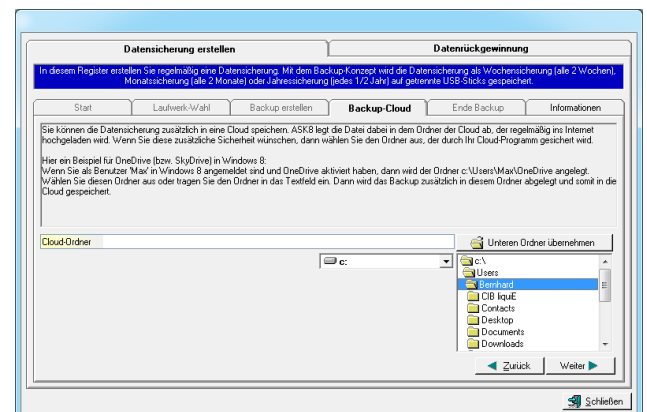 Datensicherung erstellen
Datenrückgewinnung
In diesem Register erstellen Sie regelmäßig eine Datensicherung. Mit dem Backup-Konzept wird die Datensicherung als Wochensicherung (alle 2 Wochen),
Monatssicherung (alle 2 Monate) oder Jahressicherung (jedes 1/2 Jahr) auf getrennte USB-Sticks gespeichert.
Start
Laufwerk-Wahl
Backup erstellen
Backup-Cloud
Ende Backup
Informationen
Sie können die Datensicherung zusätzlich in eine Cloud speichern. ASK8 legt die Datei dabei in dem Ordner der Cloud ab, der regelmäßig ins Internet
hochgeladen wird. Wenn Sie diese zusätzliche Sicherheit wünschen, dann wählen Sie den Ordner aus, der durch Ihr Cloud-Programm gesichert wird.
Hier ein Beispiel für OneDrive (bzw. SkyDrive) in Windows 8:
Wenn Sie als Benutzer 'Max' in Windows 8 angemeldet sind und OneDrive aktiviert haben, dann wird der Ordner c:\Users\Max\OneDrive angelegt.
Wählen Sie diesen Ordner aus oder tragen Sie den Ordner in das Textfeld ein. Dann wird das Backup zusätzlich in diesem Ordner abgelegt und somit in die
Cloud gespeichert.
Cloud-Ordner
Unteren Ordner übernehmen
c:
c:\
Users
Bernhard
CIB liquiE
Contacts
Desktop
Documents
Downloads
Zurück
Weiter
Schließen